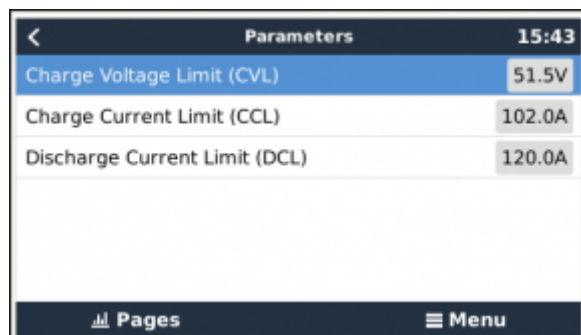 Parameters 15:43
Charge Voltage Limit (CVL) 51.5V
Charge Current Limit (CCL) 102.0A
Discharge Current Limit (DCL) 120.0A
Pages Menu